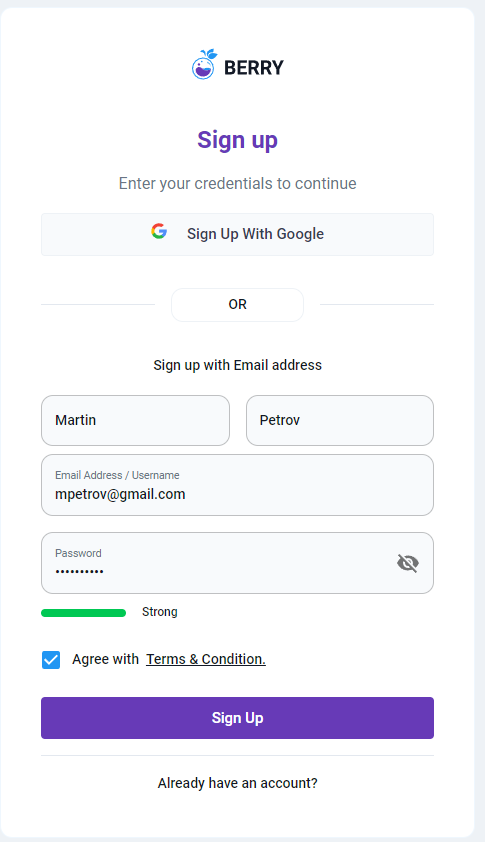 BERRY
Sign up
Enter your credentials to continue
Sign Up With Google
OR
Sign up with Email address
Martin Petrov
Email Address / Username
mpetrov@gmail.com
Password
••••••••••
Strong
Agree with Terms & Condition.
Sign Up
Already have an account?